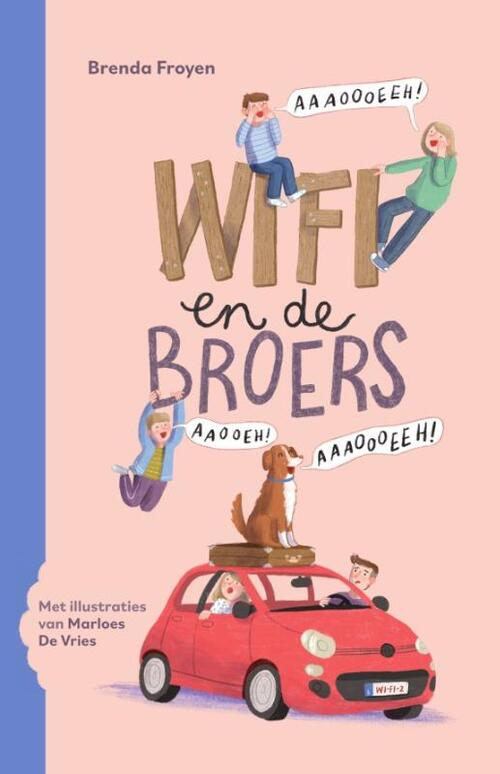 Brenda Froyen
AAAOOOEEH!
WIFI
en de
BROERS
AAOOEH!
AAAOOOEEH!
Met illustraties
van Marloes
De Vries
WI-FI-2